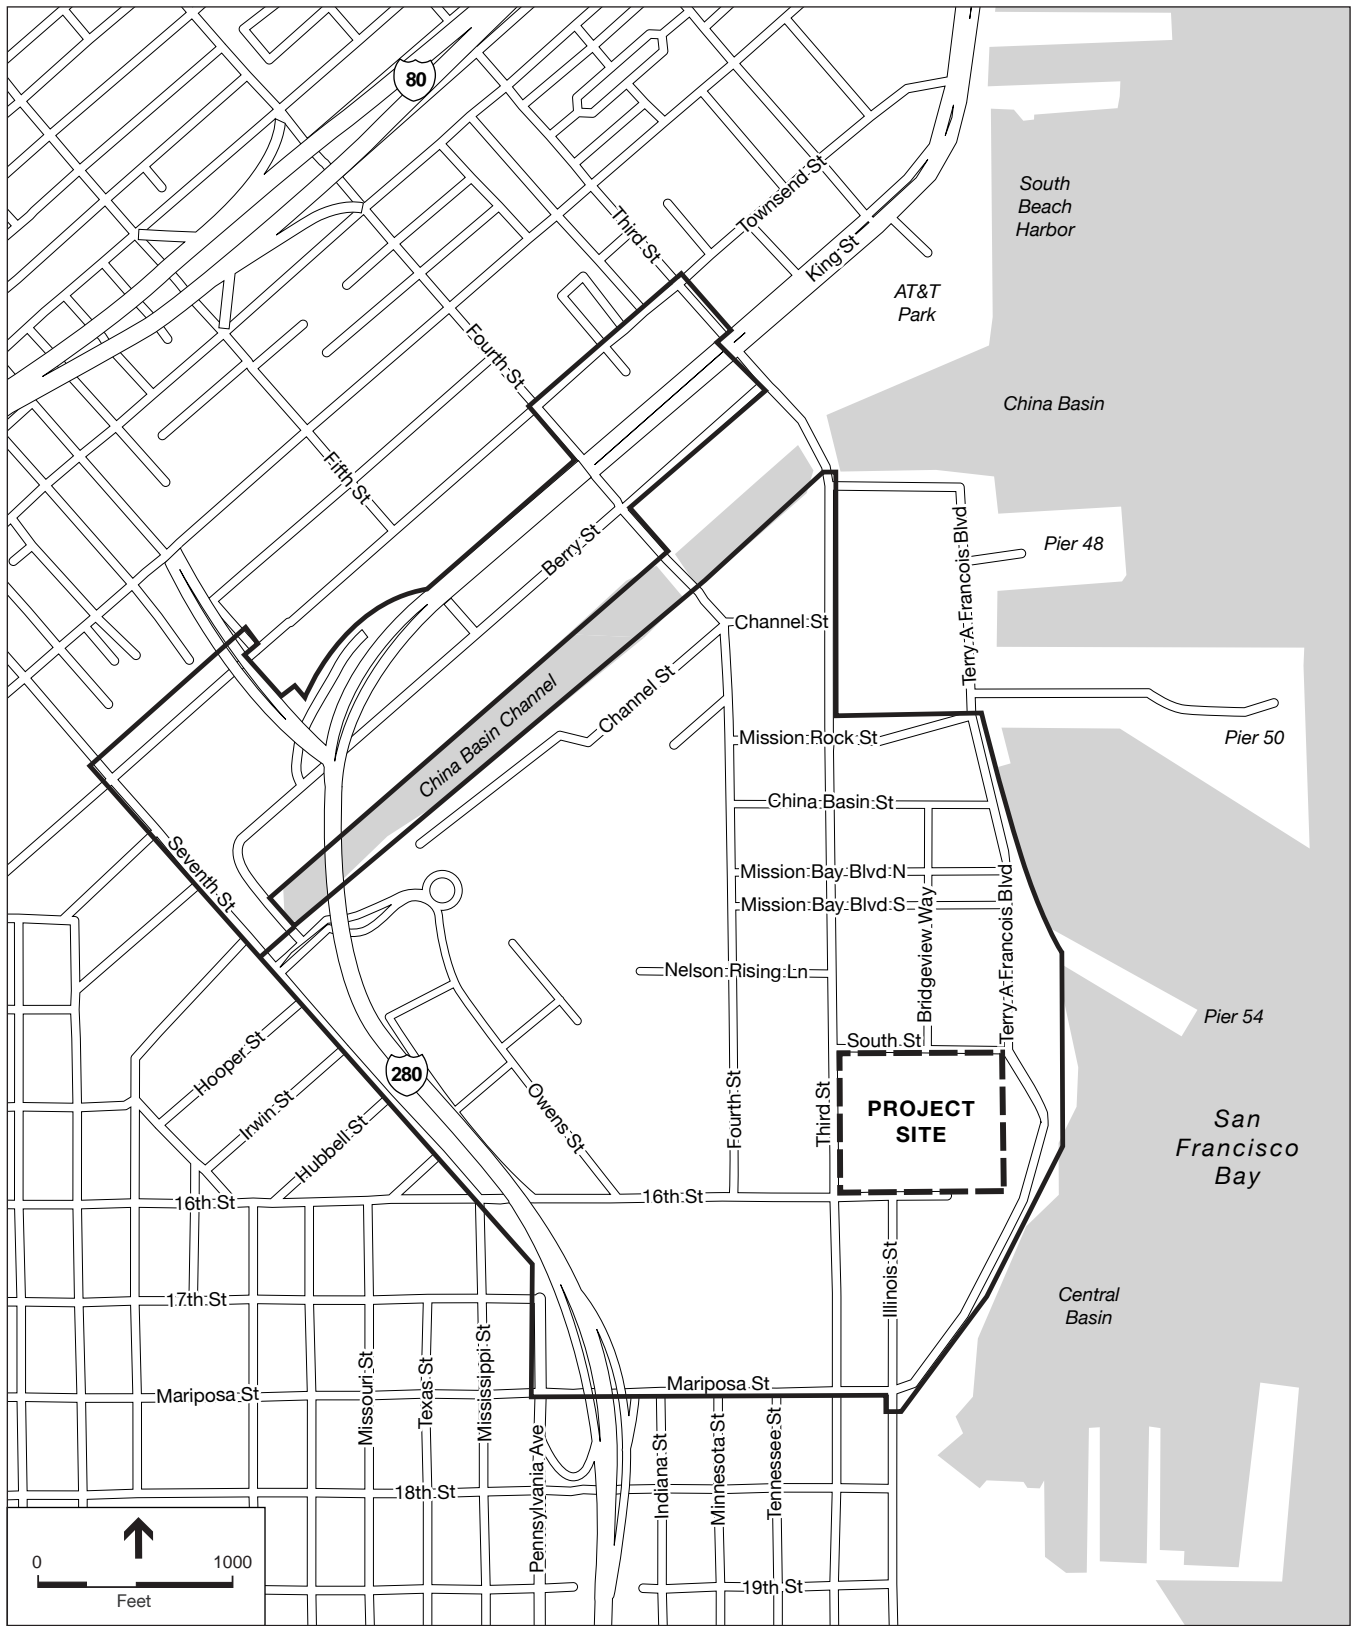 80
South
Beach
Harbor
Townsend St
Third St
King St
AT&T
Park
Fourth St
China Basin
Fifth St
Berry St
Terry A Francois Blvd
Pier 48
Channel St
Channel St
China Basin Channel
Mission Rock St
Pier 50
China Basin St
Seventh St
Mission Bay Blvd N
Mission Bay Blvd S
Bridgeview Way
Terry A Francois Blvd
Nelson Rising Ln
Pier 54
South St
Hooper St
280
Irwin St
Hubbell St
Owens St
Fourth St
Third St
PROJECT
SITE
San
Francisco
Bay
16th St
16th St
Illinois St
17th St
Central
Basin
Missouri St
Texas St
Mississippi St
Mariposa St
Mariposa St
Pennsylvania Ave
Indiana St
Minnesota St
Tennessee St
18th St
0
1000
Feet
19th St